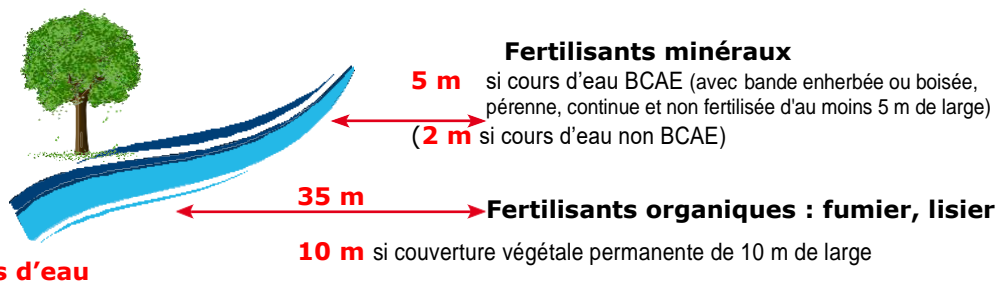 Fertilisants minéraux
5 m si cours d'eau BCAE (avec bande enherbée ou boisée,
pérenne, continue et non fertilisée d'au moins 5 m de large)
(2 m si cours d'eau non BCAE)
35 m
Fertilisants organiques : fumier, lisier
10 m si couverture végétale permanente de 10 m de large
s d’eau